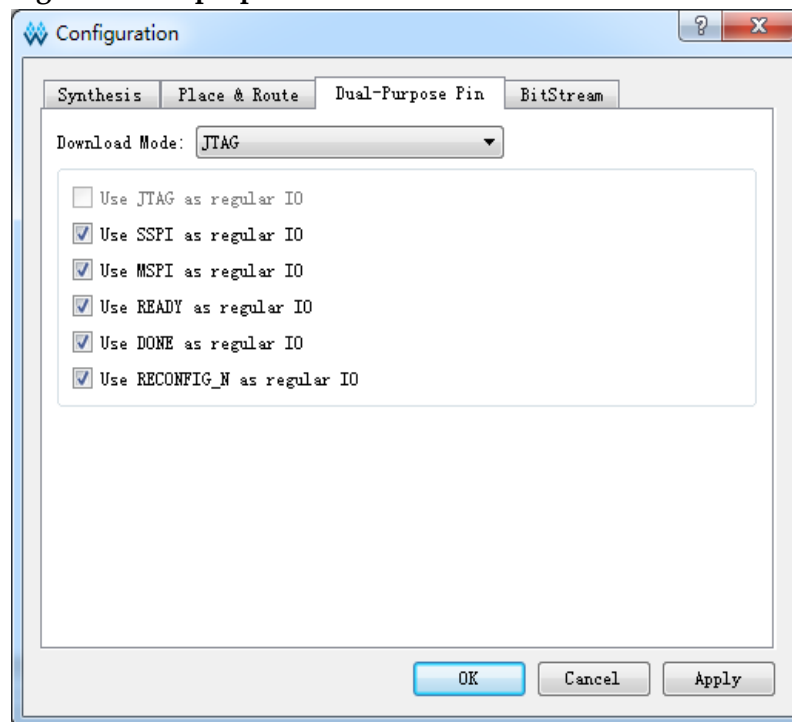 Configuration
Synthesis Place & Route Dual-Purpose Pin BitStream
Download Mode: JTAG
Use JTAG as regular IO
Use SSPI as regular IO
Use MSPI as regular IO
Use READY as regular IO
Use DONE as regular IO
Use RECONFIG_N as regular IO
OK Cancel Apply